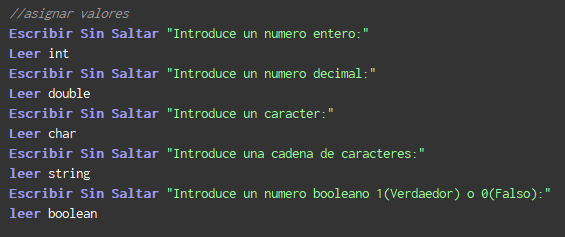 //asignar valores
Escribir Sin Saltar "Introduce un numero entero:"
Leer int
Escribir Sin Saltar "Introduce un numero decimal:"
Leer double
Escribir Sin Saltar "Introduce un caracter:"
Leer char
Escribir Sin Saltar "Introduce una cadena de caracteres:"
leer string
Escribir Sin Saltar "Introduce un numero booleano 1(Verdaedor) o 0(Falso):"
leer boolean